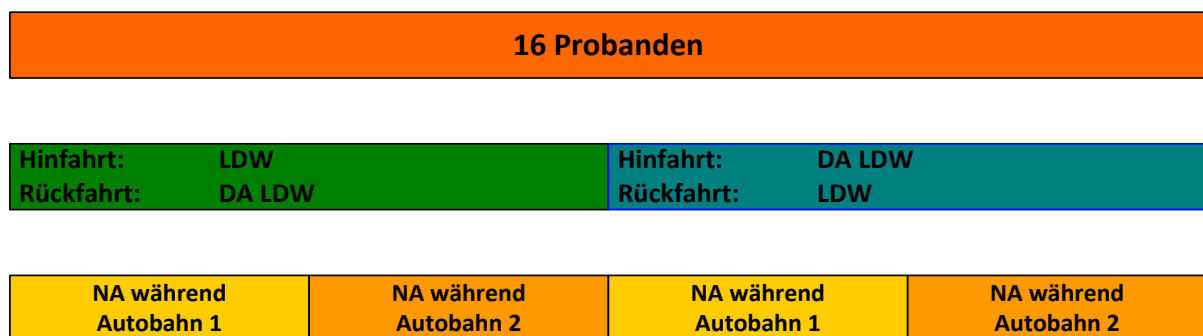 16 Probanden
Hinfahrt: LDW
Rückfahrt: DA LDW
Hinfahrt: DA LDW
Rückfahrt: LDW
NA während
Autobahn 1
NA während
Autobahn 2
NA während
Autobahn 1
NA während
Autobahn 2